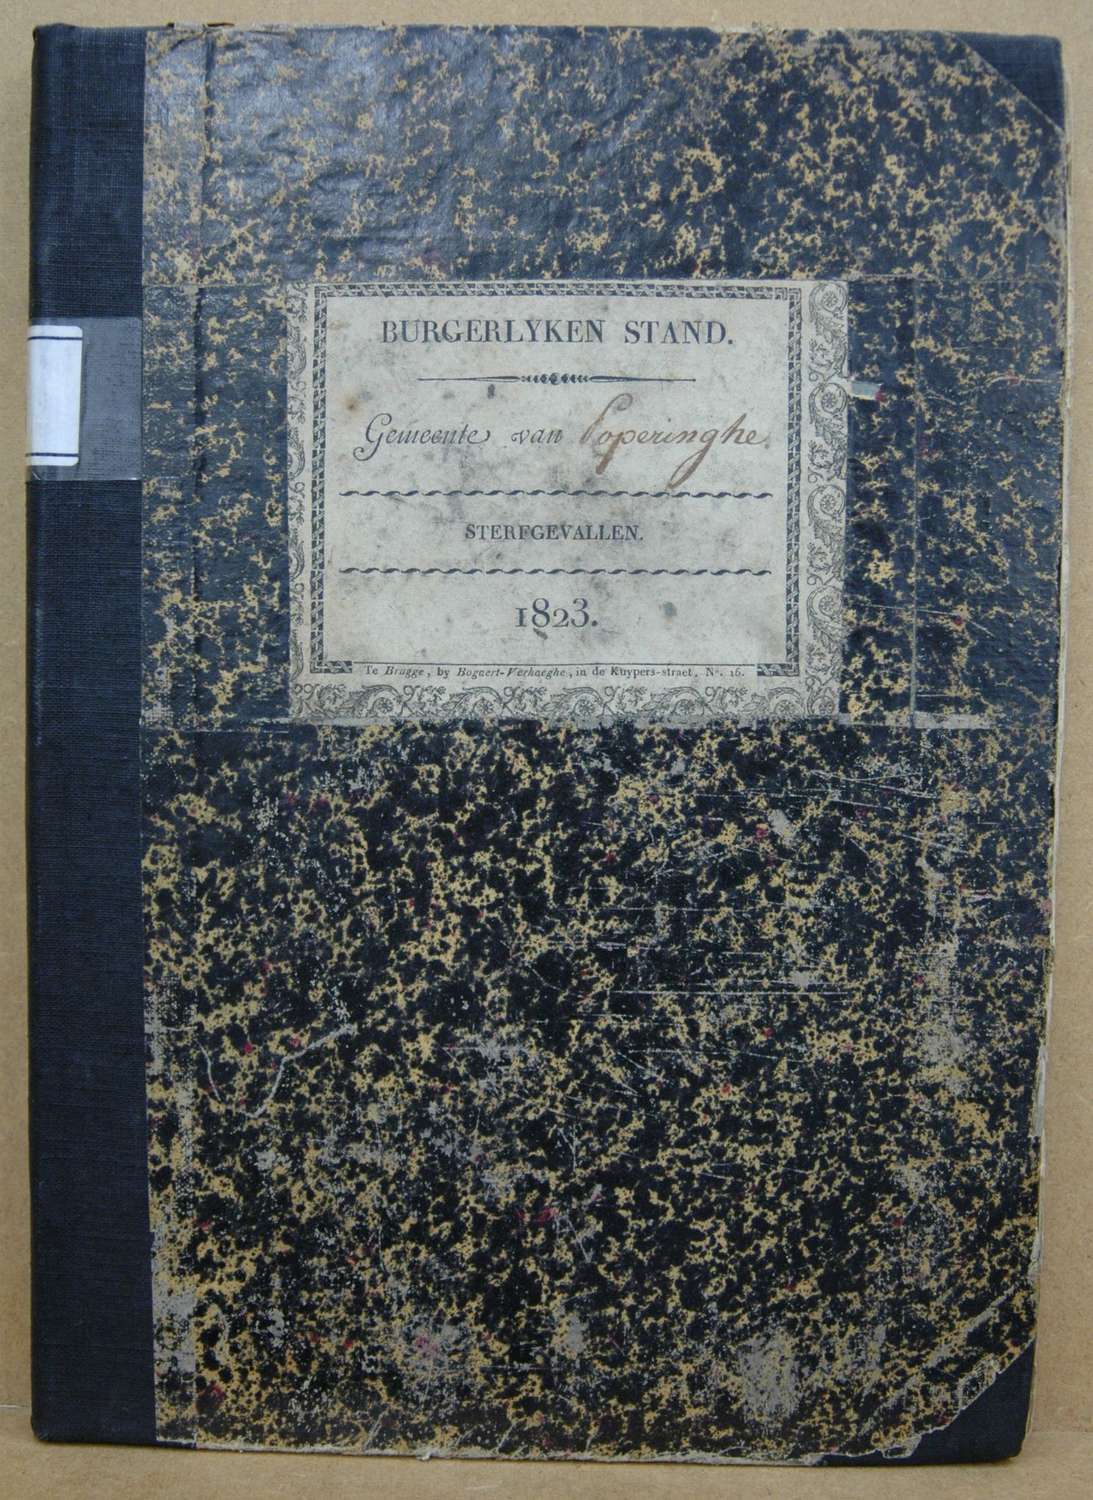 BURGERLYKEN STAND.
Gemeente van Poperinghe.
STERFGEVALLEN.
1823.
Te Brugge, by Bogaert-Verhaeghe, in de Kuypers-straet, N°. 16.